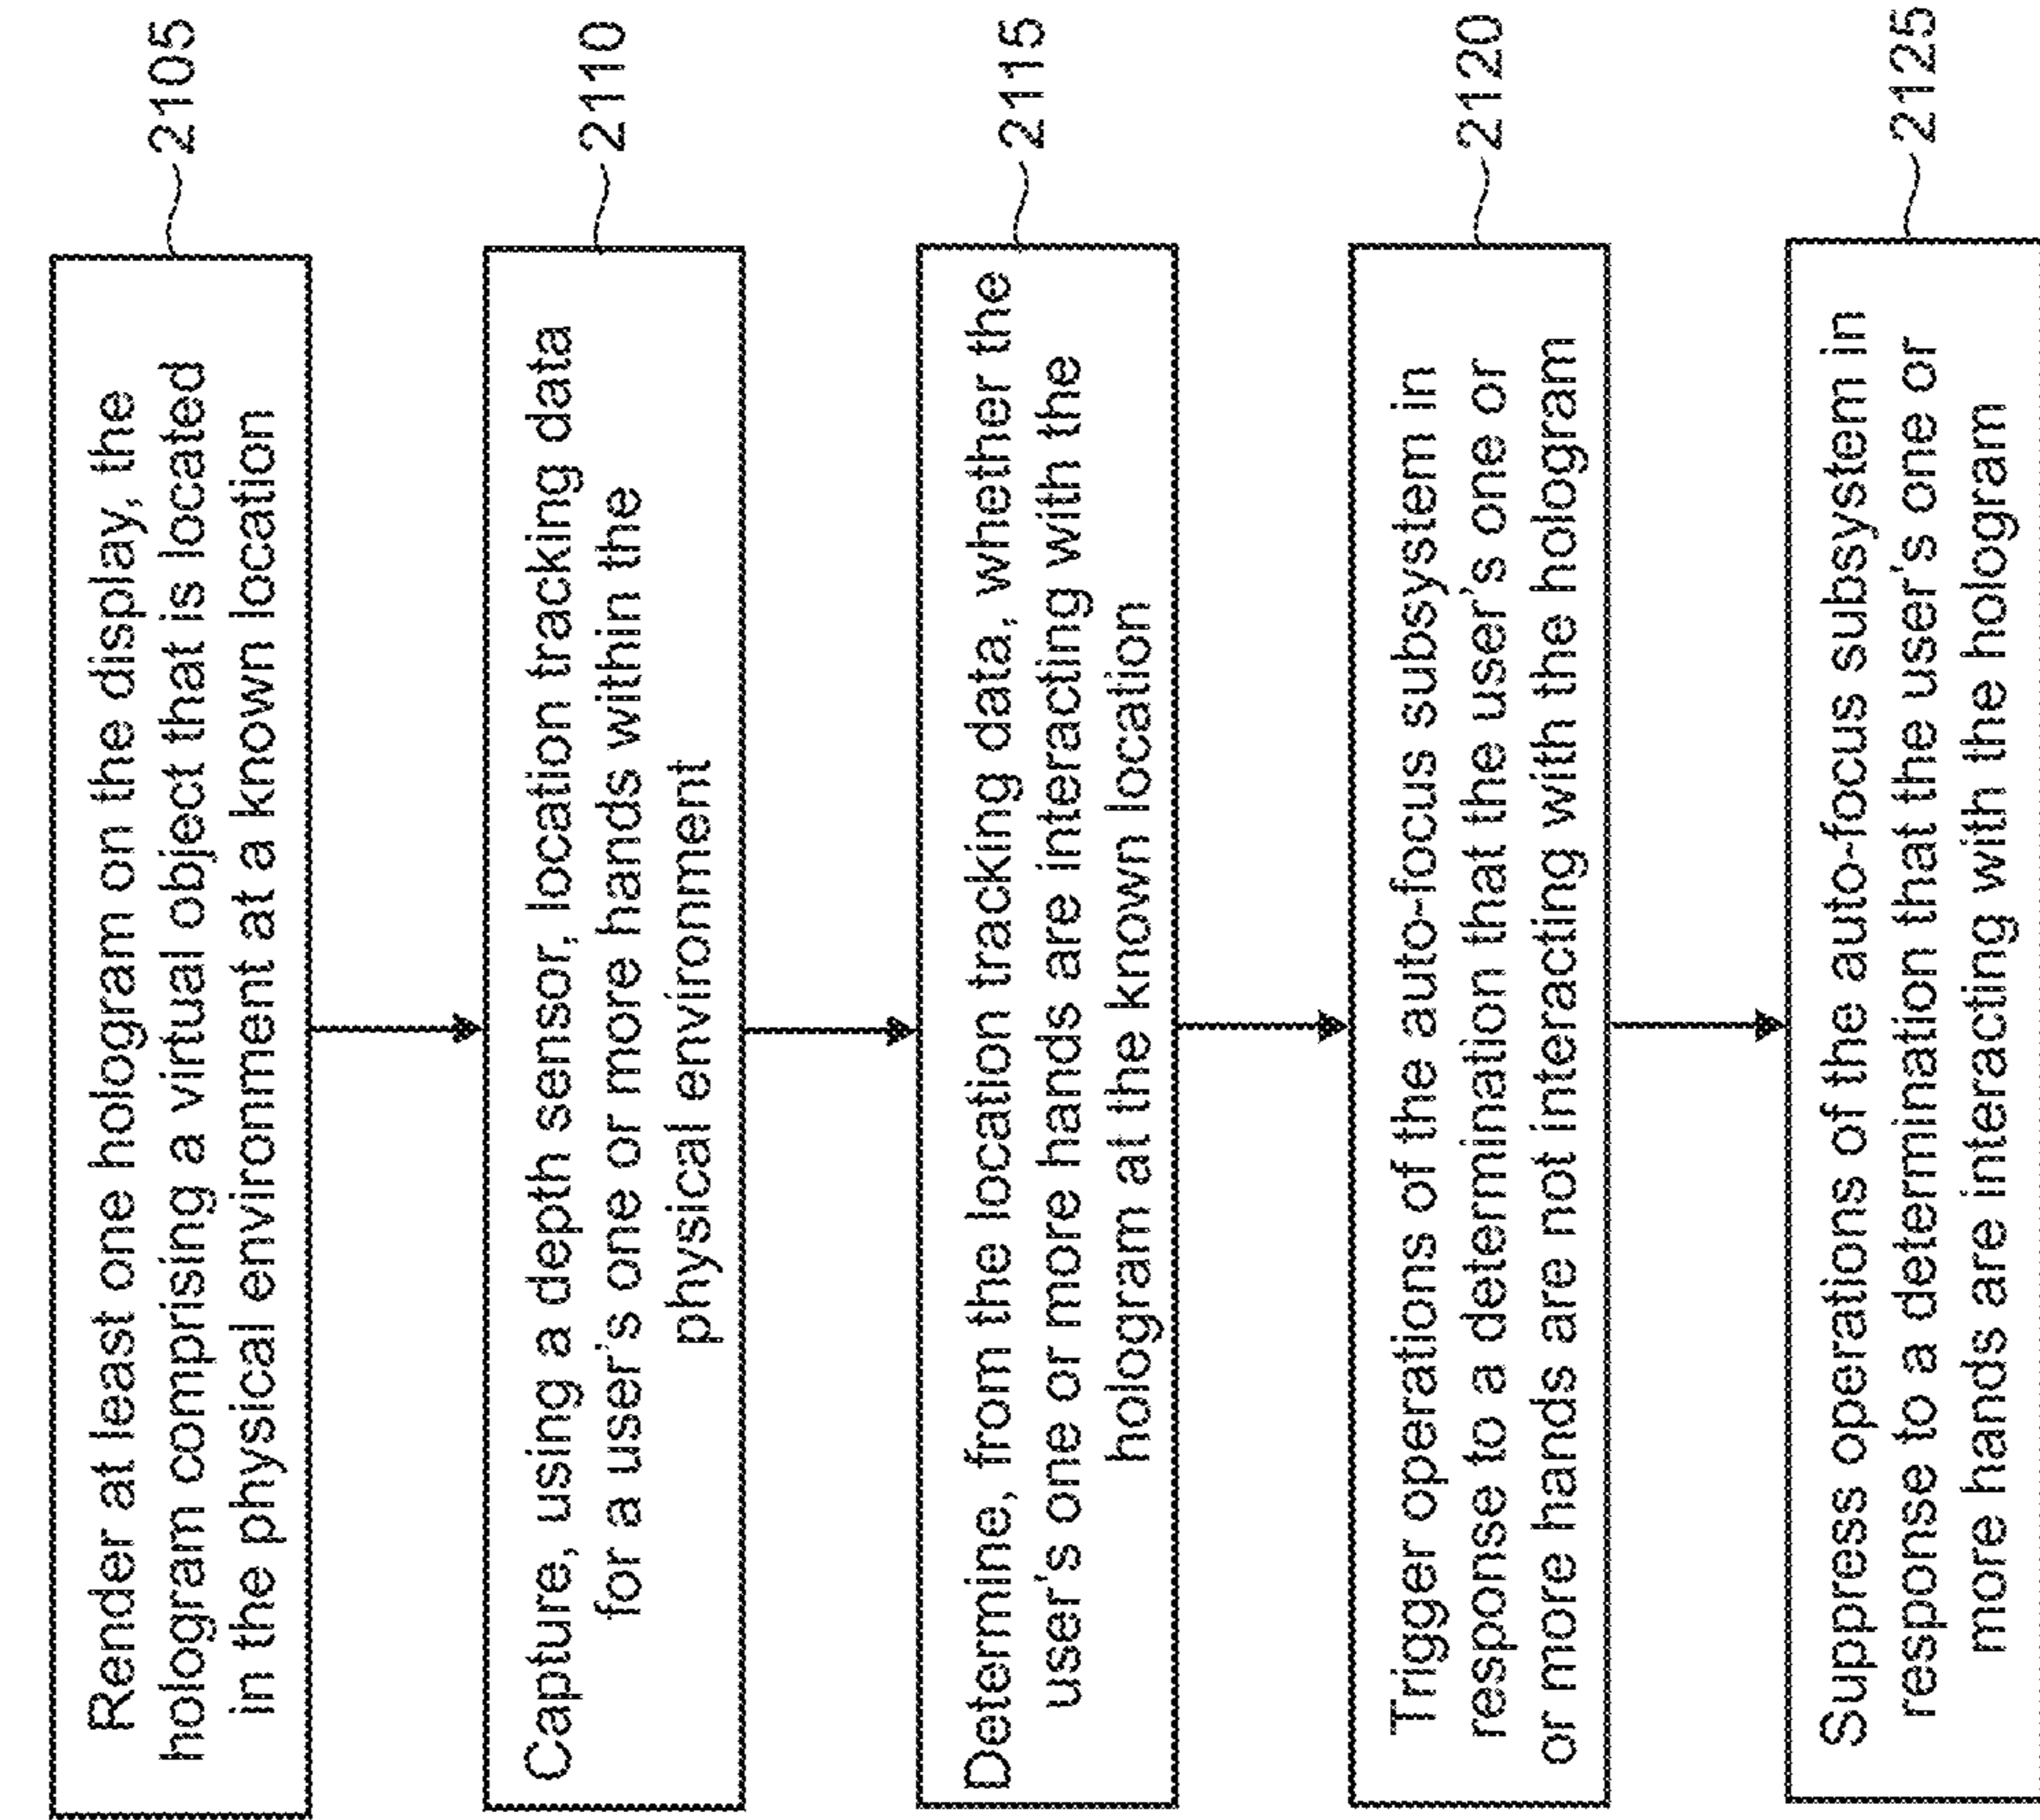 Render at least one hologram on the display, the
hologram comprising a virtual object that is located
in the physical environment at a known location
2105
Capture, using a depth sensor, location tracking data
for a user's one or more hands within the
physical environment
2110
Determine, from the location tracking data, whether the
user's one or more hands are interacting with the
hologram at the known location
2115
Trigger operations of the auto-focus subsystem in
response to a determination that the user's one or
or more hands are not interacting with the hologram
2120
Suppress operations of the auto-focus subsystem in
response to a determination that the user's one or
more hands are interacting with the hologram
2125